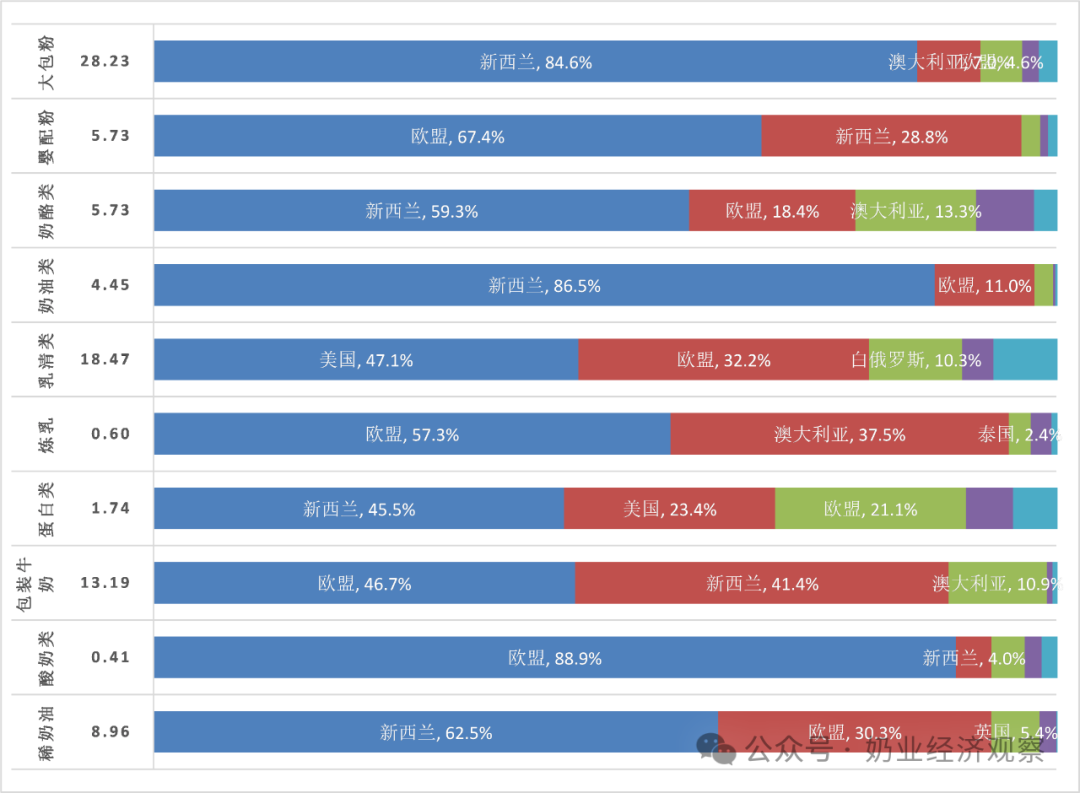 大包粉 28.23 新西兰, 84.6% 澳大利亚, 7.0% 欧盟, 4.6%
婴配粉 5.73 欧盟, 67.4% 新西兰, 28.8%
奶酪类 5.73 新西兰, 59.3% 欧盟, 18.4% 澳大利亚, 13.3%
奶油类 4.45 新西兰, 86.5% 欧盟, 11.0%
乳清类 18.47 美国, 47.1% 欧盟, 32.2% 白俄罗斯, 10.3%
炼乳 0.60 欧盟, 57.3% 澳大利亚, 37.5% 泰国, 2.4%
蛋白类 1.74 新西兰, 45.5% 美国, 23.4% 欧盟, 21.1%
包装牛奶 13.19 欧盟, 46.7% 新西兰, 41.4% 澳大利亚, 10.9%
酸奶类 0.41 欧盟, 88.9% 新西兰, 4.0%
稀奶油 8.96 新西兰, 62.5% 欧盟, 30.3% 英国, 5.4%
公众号·奶业经济观察